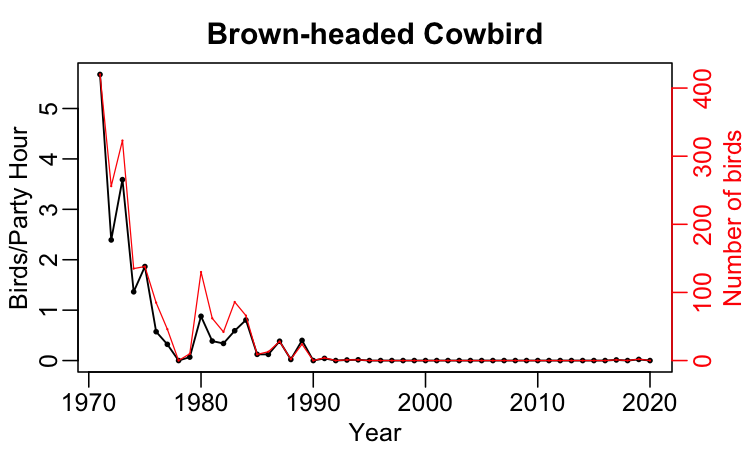 Brown-headed Cowbird
Birds/Party Hour
0 1 2 3 4 5
1970 1980 1990 2000 2010 2020
Year
0 100 200 300 400
Number of birds